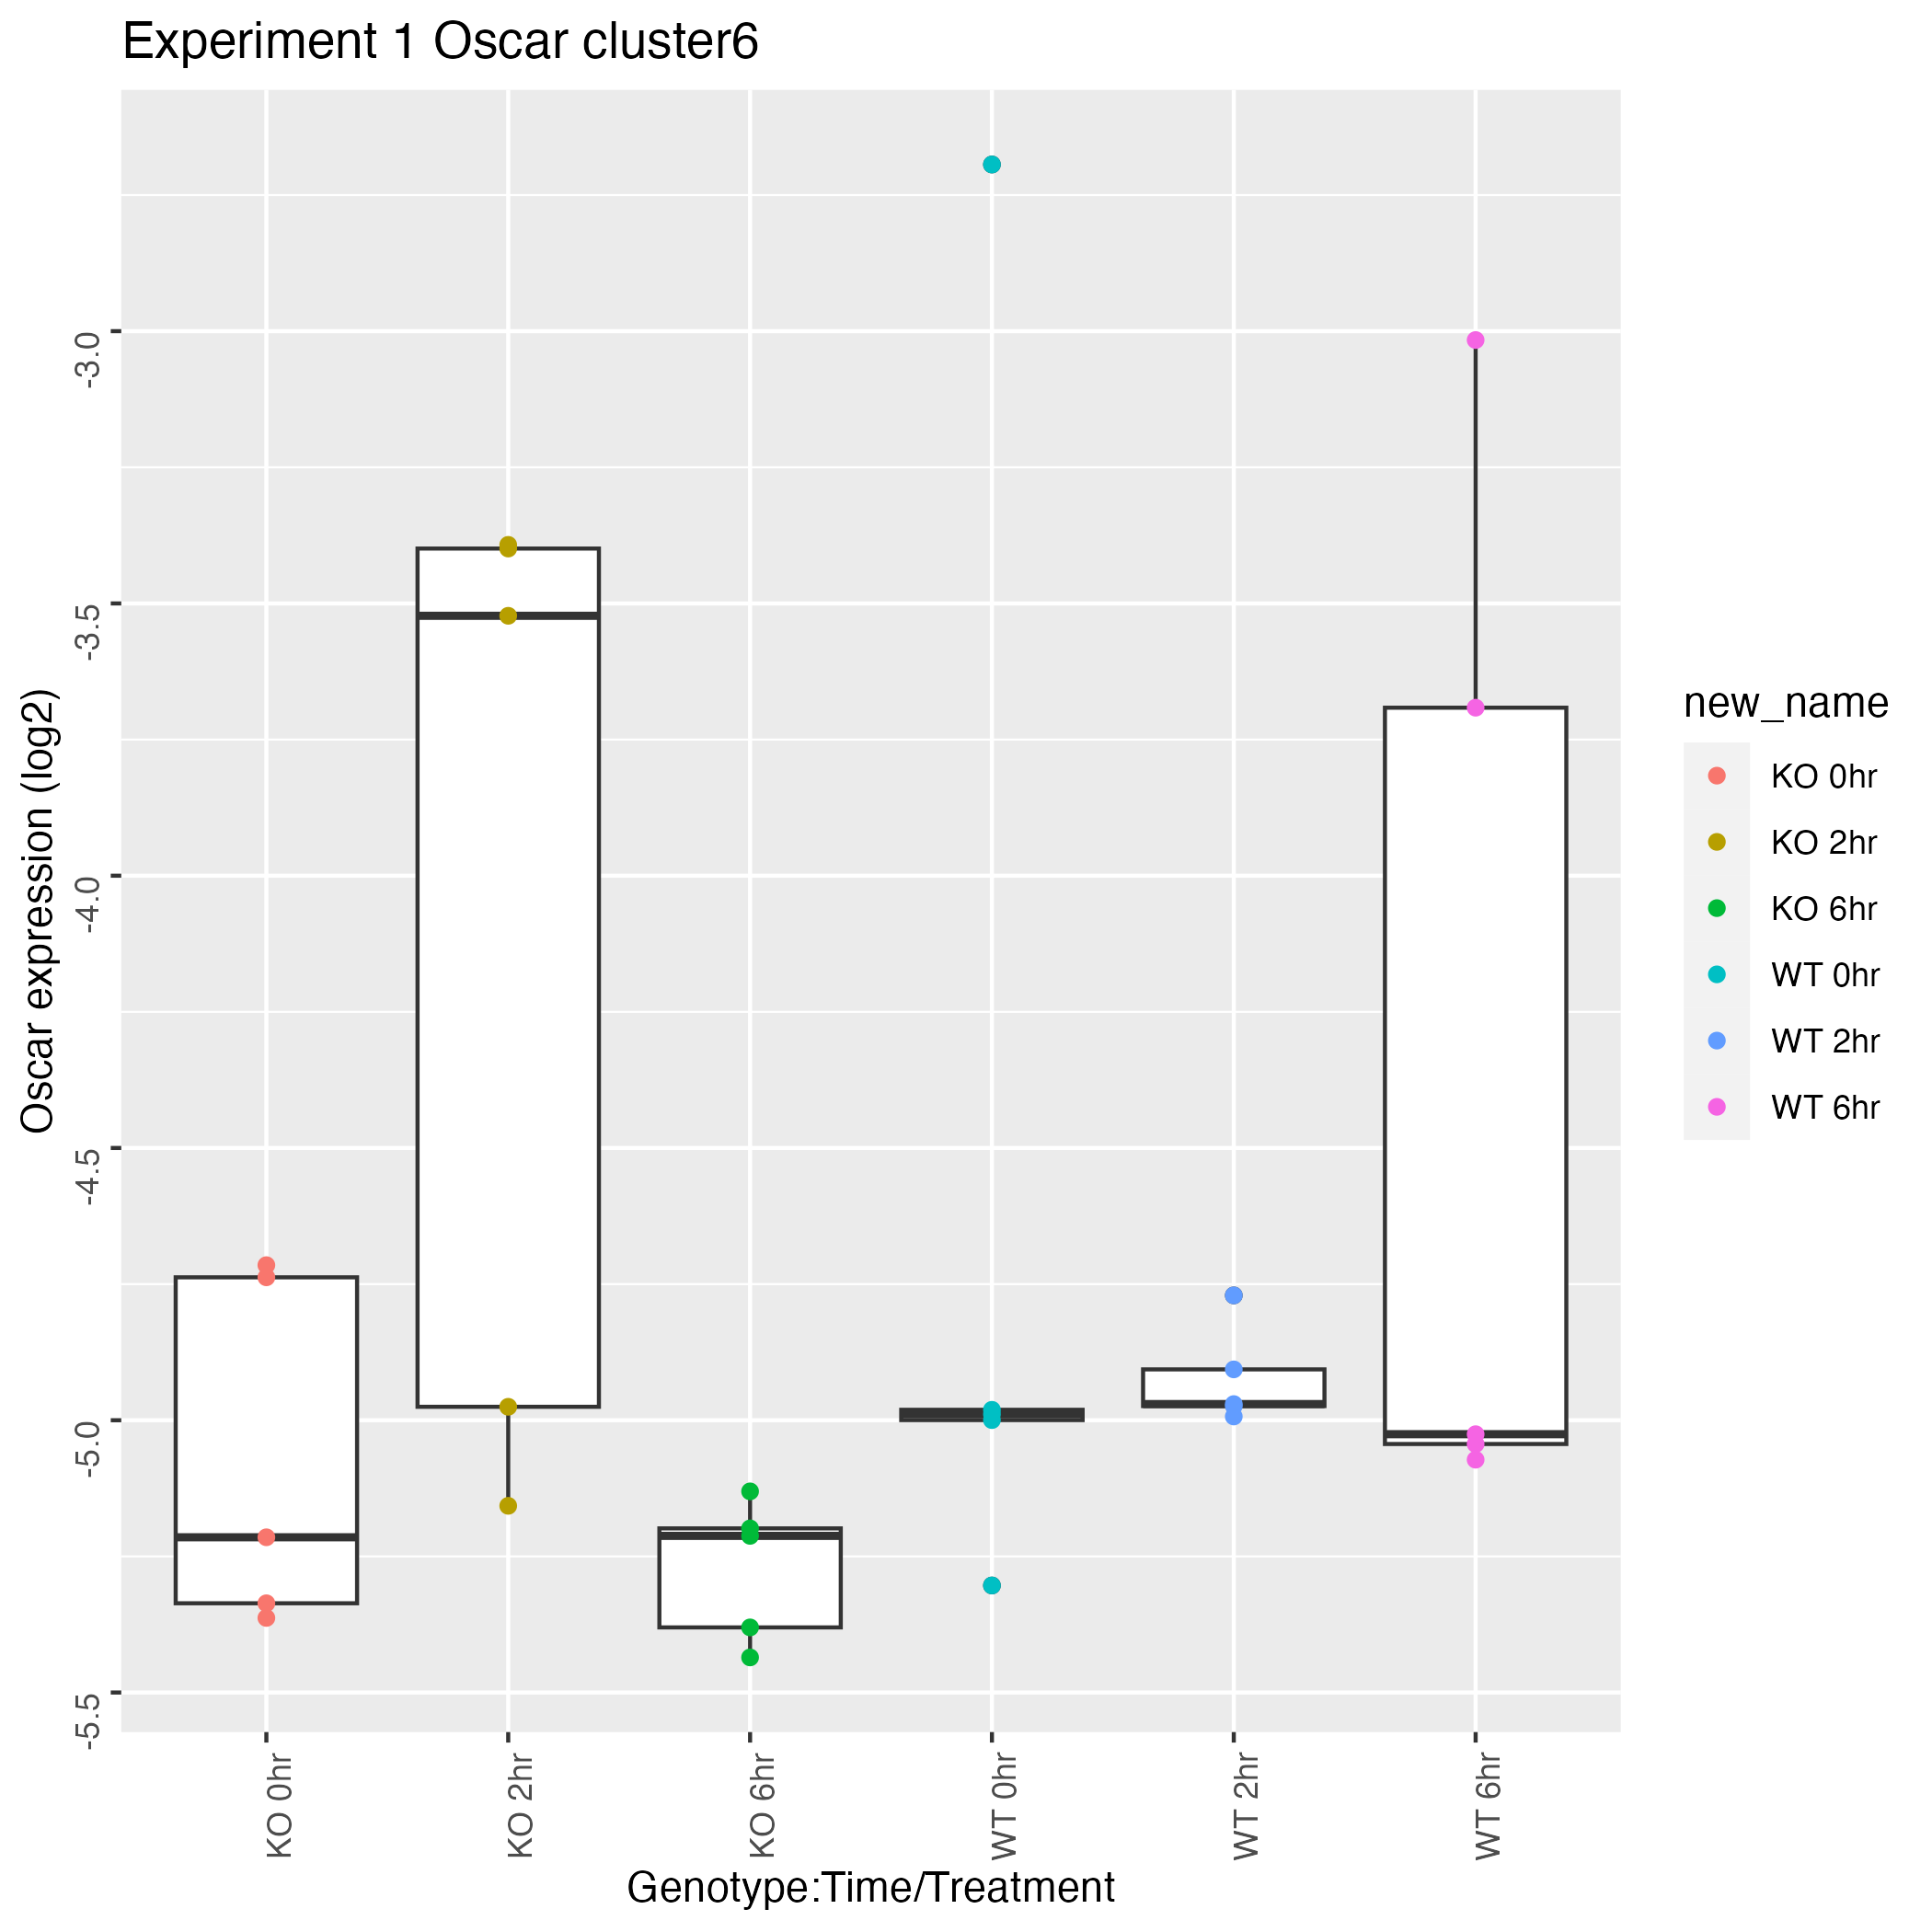 Experiment 1 Oscar cluster6
Oscar expression (log2)
-3.0
-3.5
-4.0
-4.5
-5.0
-5.5
KO 0hr
KO 2hr
KO 6hr
WT 0hr
WT 2hr
WT 6hr
Genotype:Time/Treatment
new_name
KO 0hr
KO 2hr
KO 6hr
WT 0hr
WT 2hr
WT 6hr